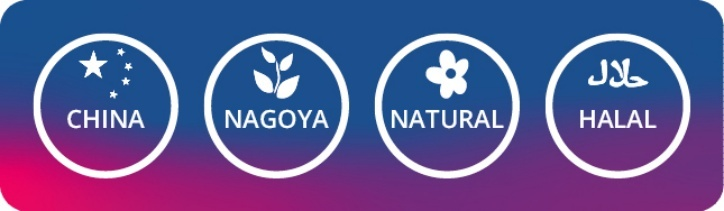 CHINA
NAGOYA
NATURAL
حلال
HALAL